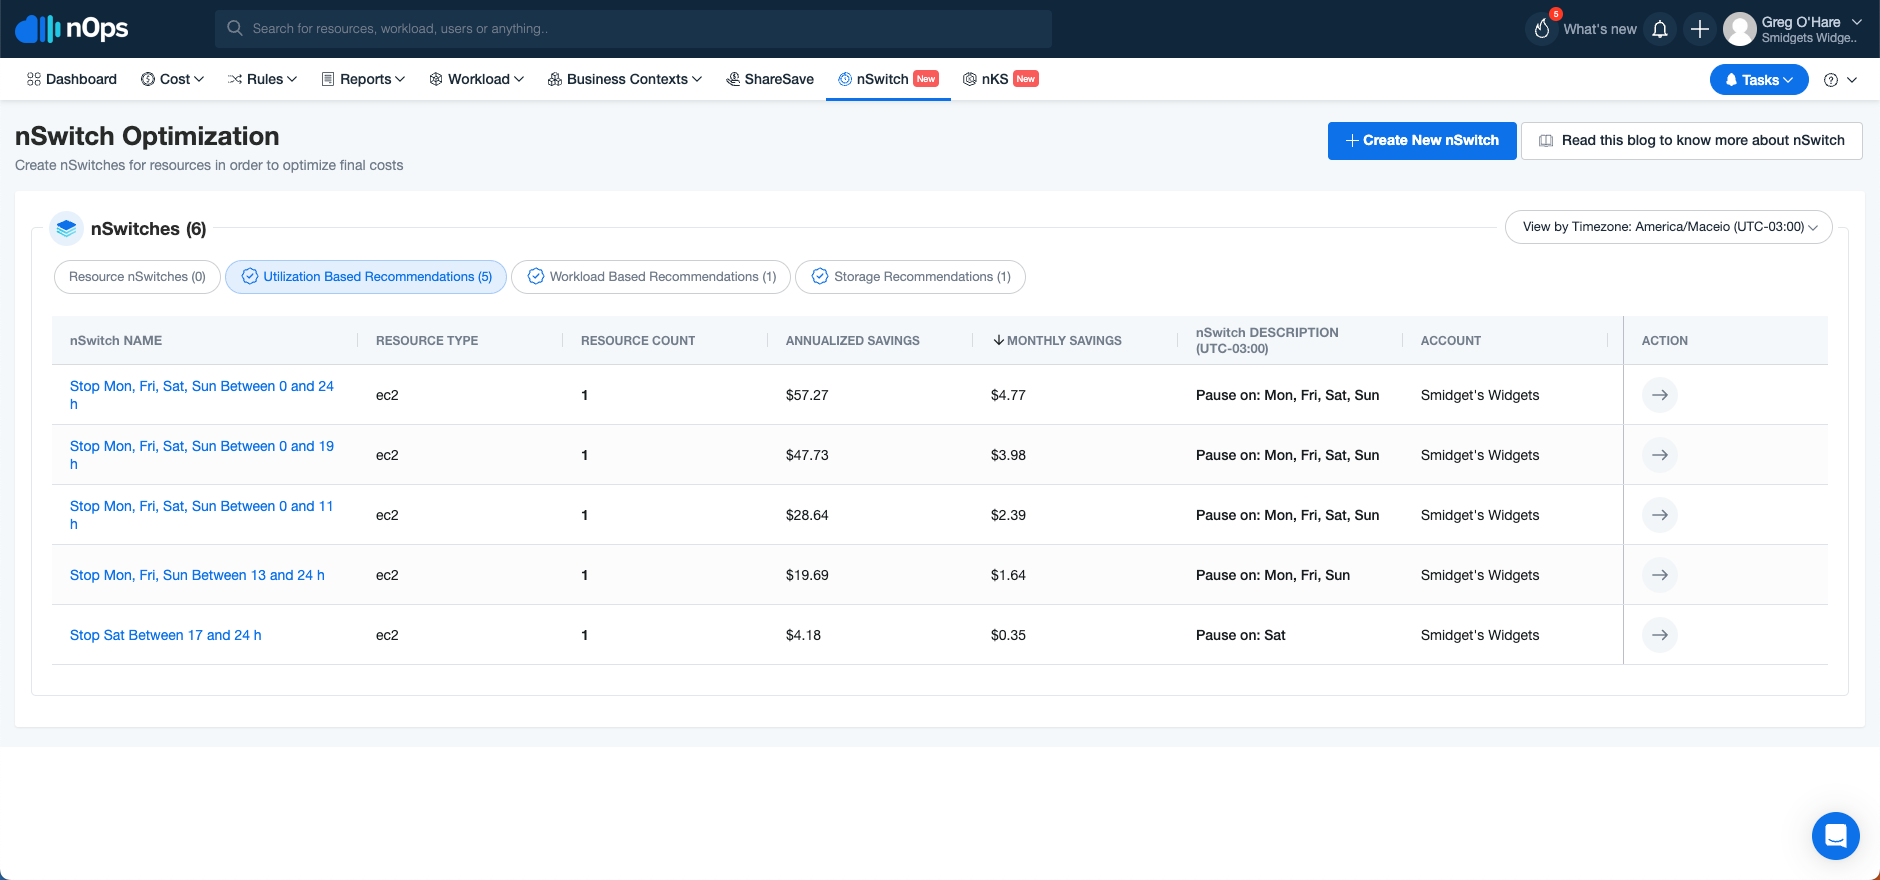 nOps
Search for resources, workload, users or anything..
5
What's new
Greg O'Hare
Smidgets Widge..
Dashboard
Cost
Rules
Reports
Workload
Business Contexts
ShareSave
nSwitch New
nKS New
Tasks
nSwitch Optimization
Create nSwitches for resources in order to optimize final costs
Create New nSwitch
Read this blog to know more about nSwitch
nSwitches (6)
View by Timezone: America/Maceio (UTC-03:00)
Resource nSwitches (0)
Utilization Based Recommendations (5)
Workload Based Recommendations (1)
Storage Recommendations (1)
nSwitch NAME
RESOURCE TYPE
RESOURCE COUNT
ANNUALIZED SAVINGS
MONTHLY SAVINGS
nSwitch DESCRIPTION
(UTC-03:00)
ACCOUNT
ACTION
Stop Mon, Fri, Sat, Sun Between 0 and 24
h
ec2
1
$57.27
$4.77
Pause on: Mon, Fri, Sat, Sun
Smidget's Widgets
Stop Mon, Fri, Sat, Sun Between 0 and 19
h
ec2
1
$47.73
$3.98
Pause on: Mon, Fri, Sat, Sun
Smidget's Widgets
Stop Mon, Fri, Sat, Sun Between 0 and 11
h
ec2
1
$28.64
$2.39
Pause on: Mon, Fri, Sat, Sun
Smidget's Widgets
Stop Mon, Fri, Sun Between 13 and 24 h
ec2
1
$19.69
$1.64
Pause on: Mon, Fri, Sun
Smidget's Widgets
Stop Sat Between 17 and 24 h
ec2
1
$4.18
$0.35
Pause on: Sat
Smidget's Widgets